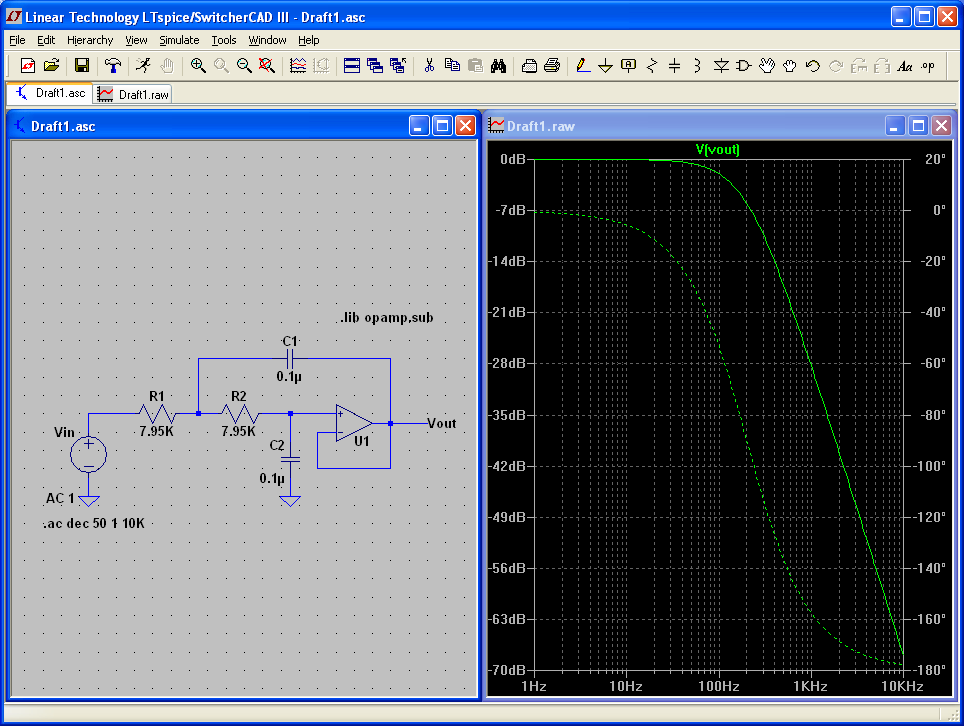 Linear Technology LTspice/SwitcherCAD III - Draft1.asc
File Edit Hierarchy View Simulate Tools Window Help
Aa .op
Draft1.asc Draft1.raw
Draft1.asc
.lib opamp.sub
C1
0.1µ
R1 R2
7.95K 7.95K
Vin
U1
Vout
C2
0.1µ
AC 1
.ac dec 50 1 10K
Draft1.raw
V(vout)
0dB 20°
-7dB 0°
-14dB -20°
-21dB -40°
-28dB -60°
-35dB -80°
-42dB -100°
-49dB -120°
-56dB -140°
-63dB -160°
-70dB -180°
1Hz 10Hz 100Hz 1KHz 10KHz